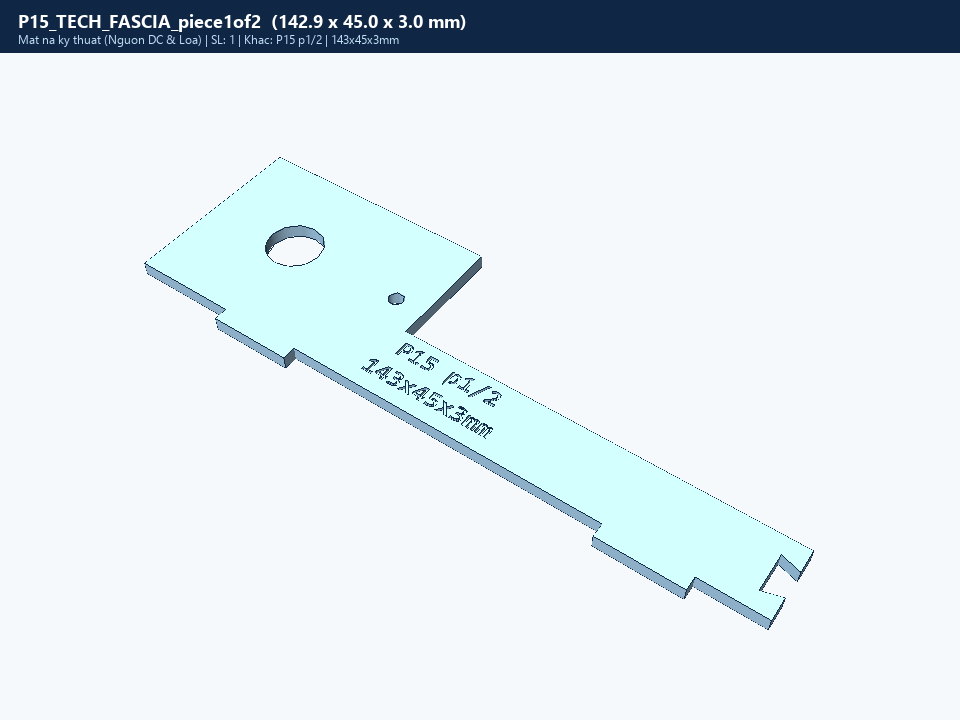 P15_TECH_FASCIA_piece1of2 (142.9 x 45.0 x 3.0 mm)
Mat na ky thuat (Nguon DC & Loa) | SL: 1 | Khac: P15 p1/2 | 143x45x3mm
P15 p1/2
143x45x3mm